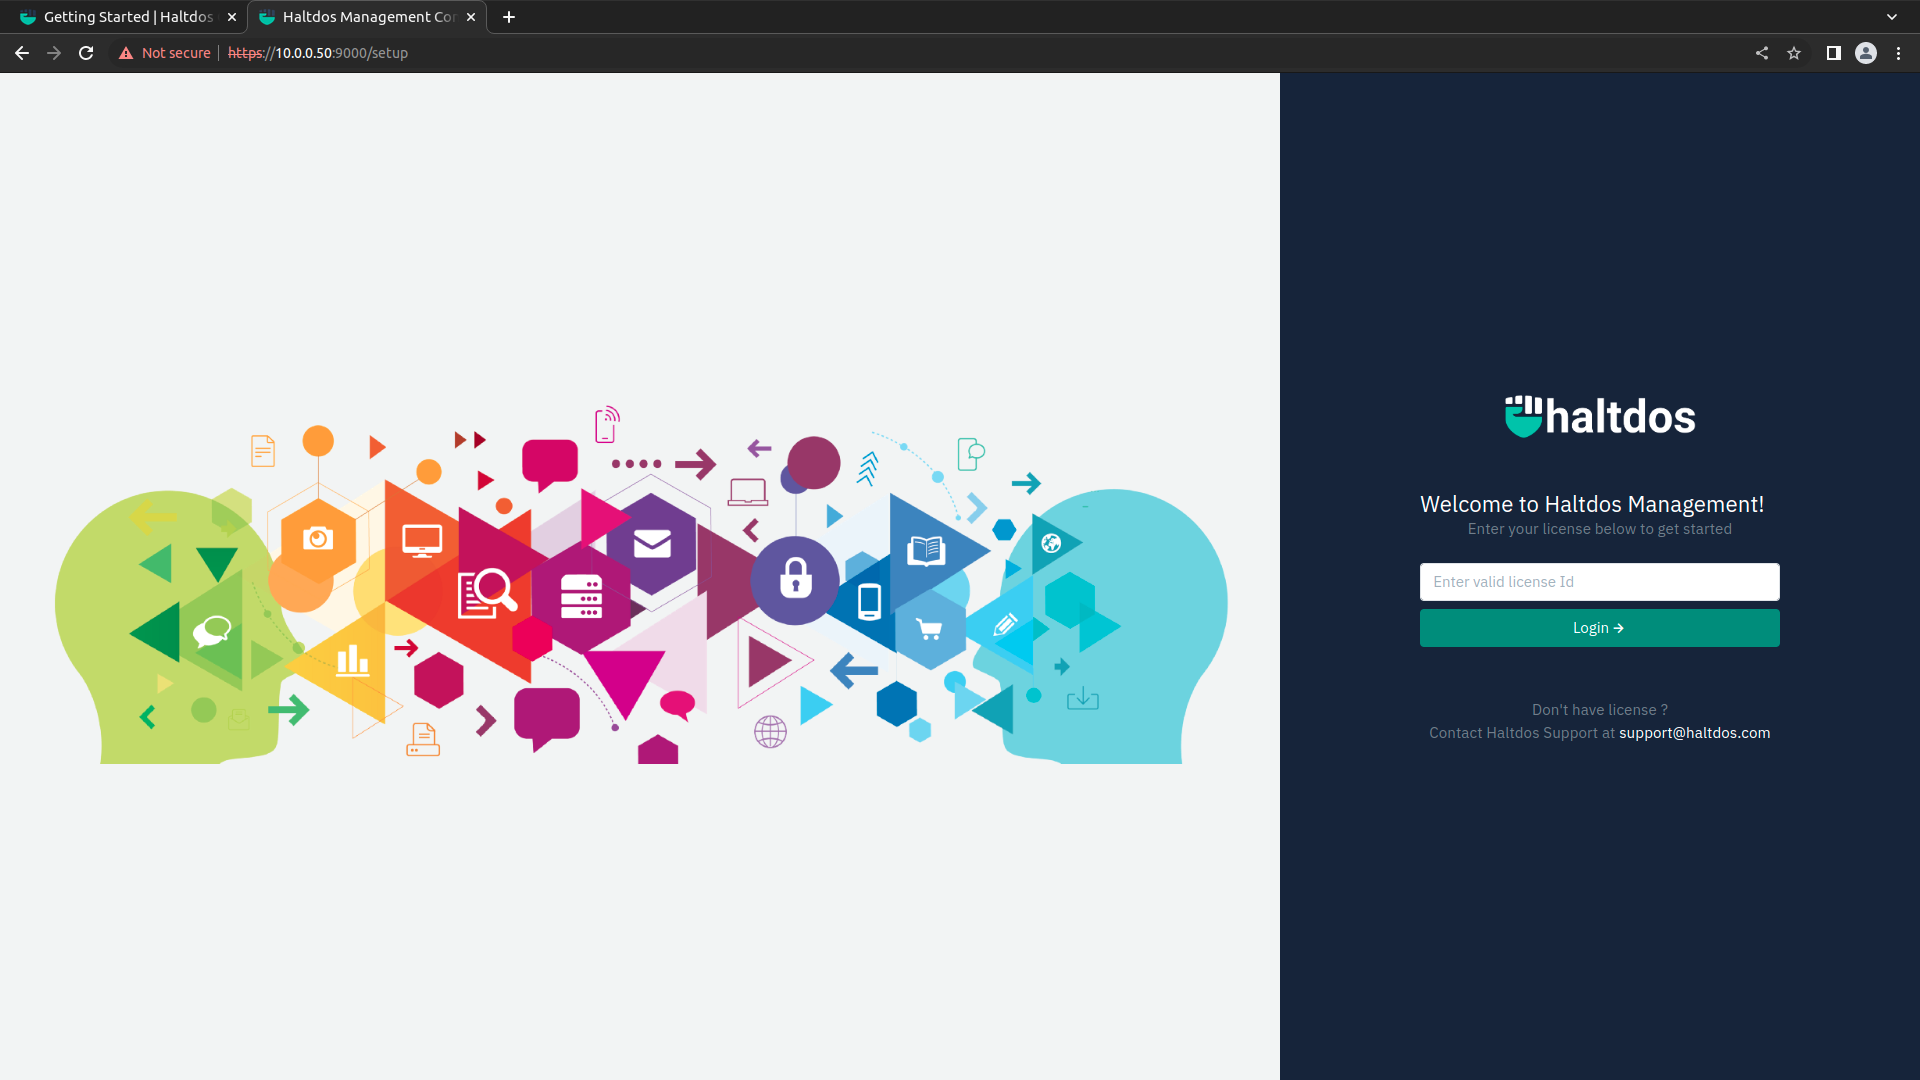 Getting Started | Haltdos
Haltdos Management Con
Not secure
https://10.0.0.50:9000/setup
haltdos
Welcome to Haltdos Management!
Enter your license below to get started
Enter valid license Id
Login →
Don't have license ?
Contact Haltdos Support at support@haltdos.com